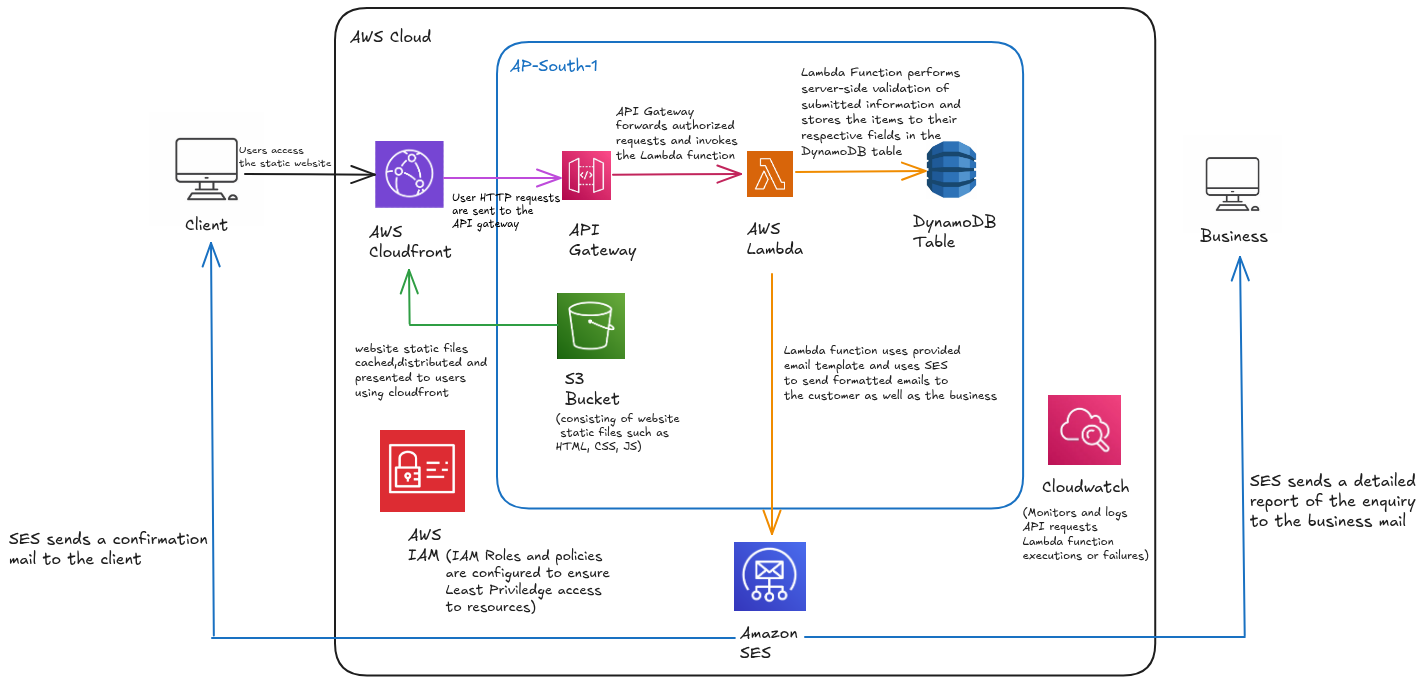 AWS Cloud
AP-South-1
Lambda Function performs
server-side validation of
submitted information and
stores the items to their
respective fields in the
DynamoDB table
API Gateway
forwards authorized
requests and invokes
the Lambda function
Users access
the static website
User HTTP requests
are sent to the
API gateway
Client
AWS
Cloudfront
API
Gateway
AWS
Lambda
DynamoDB
Table
Business
website static files
cached,distributed and
presented to users
using cloudfront
S3
Bucket
(consisting of website
static files such as
HTML, CSS, JS)
Lambda function uses provided
email template and uses SES
to send formatted emails to
the customer as well as the business
Cloudwatch
(Monitors and logs
API requests
Lambda function
executions or failures)
SES sends a detailed
report of the enquiry
to the business mail
SES sends a confirmation
mail to the client
AWS
IAM (IAM Roles and policies
are configured to ensure
Least Priviledge access
to resources)
Amazon
SES